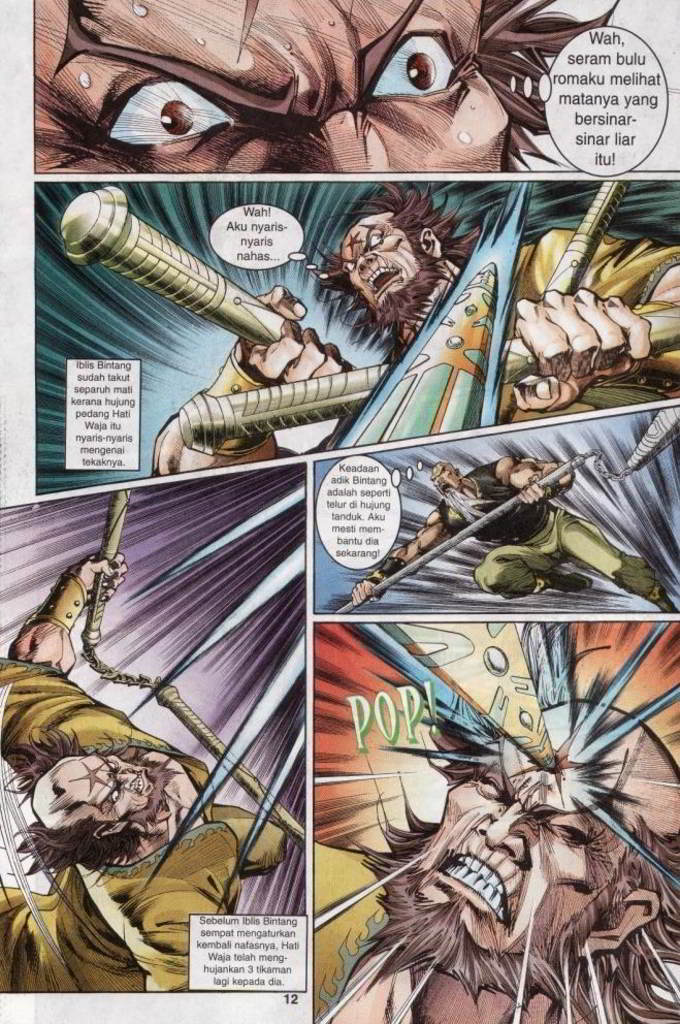 Wah,
seram bulu
romaku melihat
matanya yang
bersinar-
sinar liar
itu!
Wah!
Aku nyaris-
nyaris
nahas...
Iblis Bintang
sudah takut
separuh mati
kerana hujung
pedang Hati
Waja itu
nyaris-nyaris
mengenai
tekaknya.
Keadaan
adik Bintang
adalah seperti
telur di hujung
tanduk. Aku
mesti mem-
bantu dia
sekarang!
Sebelum Iblis Bintang
sempat mengaturkan
kembali nafasnya, Hati
Waja telah meng-
hujankan 3 tikaman
lagi kepada dia.
POP!
12